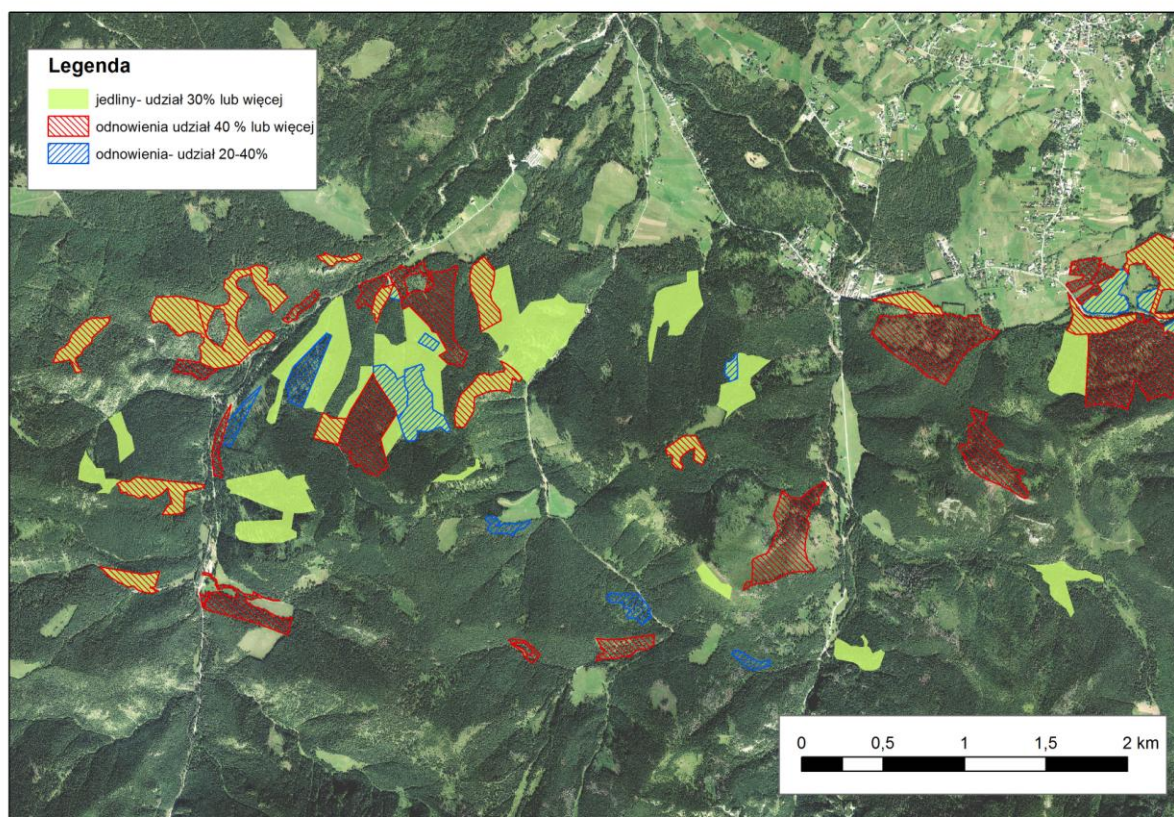 Legenda
jedliny- udział 30% lub więcej
odnowienia udział 40 % lub więcej
odnowienia- udział 20-40%
0 0,5 1 1,5 2 km